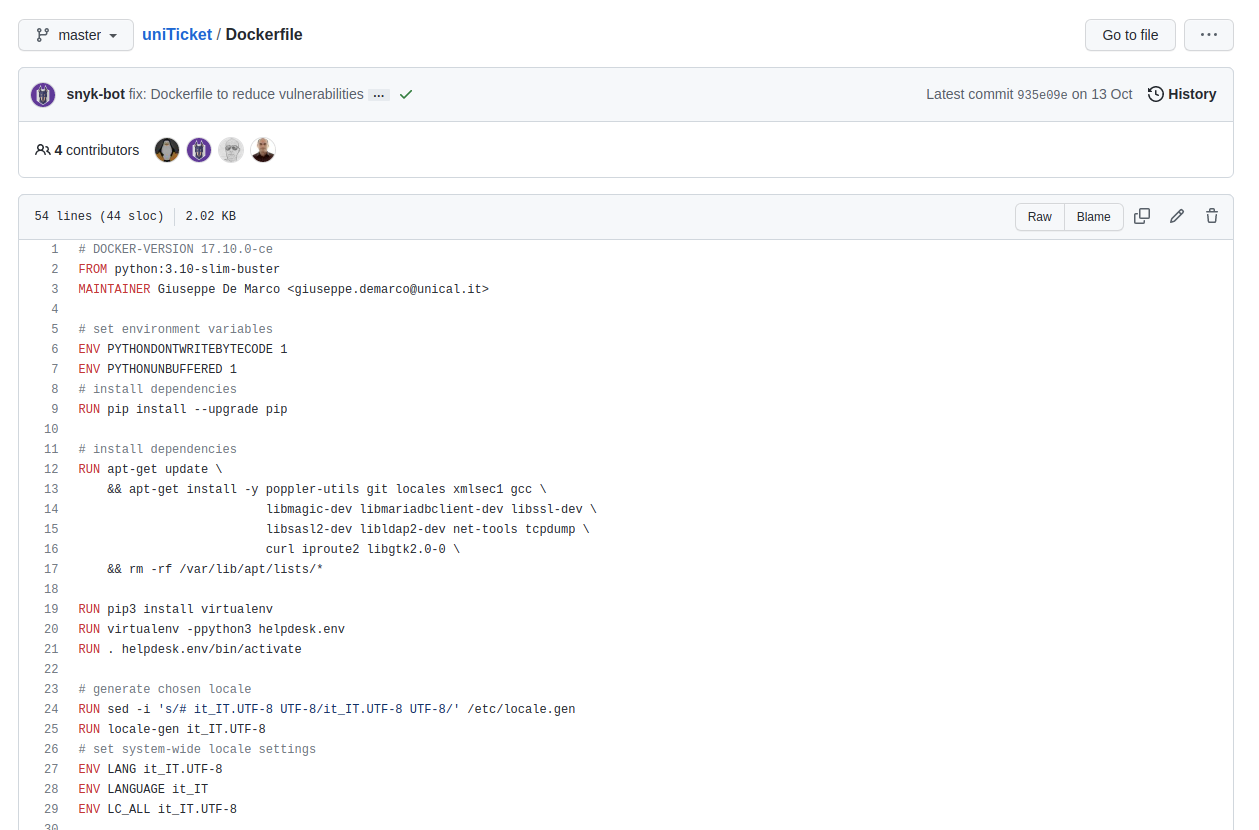 master uniTicket / Dockerfile Go to file ...
snyk-bot fix: Dockerfile to reduce vulnerabilities ... Latest commit 935e09e on 13 Oct History
4 contributors
54 lines (44 sloc) 2.02 KB Raw Blame
1 # DOCKER-VERSION 17.10.0-ce
2 FROM python:3.10-slim-buster
3 MAINTAINER Giuseppe De Marco <giuseppe.demarco@unical.it>
4
5 # set environment variables
6 ENV PYTHONDONTWRITEBYTECODE 1
7 ENV PYTHONUNBUFFERED 1
8 # install dependencies
9 RUN pip install --upgrade pip
10
11 # install dependencies
12 RUN apt-get update \
13 && apt-get install -y poppler-utils git locales xmlsec1 gcc \
14 libmagic-dev libmariadbclient-dev libssl-dev \
15 libsasl2-dev libldap2-dev net-tools tcpdump \
16 curl iproute2 libgtk2.0-0 \
17 && rm -rf /var/lib/apt/lists/*
18
19 RUN pip3 install virtualenv
20 RUN virtualenv -ppython3 helpdesk.env
21 RUN . helpdesk.env/bin/activate
22
23 # generate chosen locale
24 RUN sed -i 's/# it_IT.UTF-8 UTF-8/it_IT.UTF-8 UTF-8/' /etc/locale.gen
25 RUN locale-gen it_IT.UTF-8
26 # set system-wide locale settings
27 ENV LANG it_IT.UTF-8
28 ENV LANGUAGE it_IT
29 ENV LC_ALL it_IT.UTF-8
30